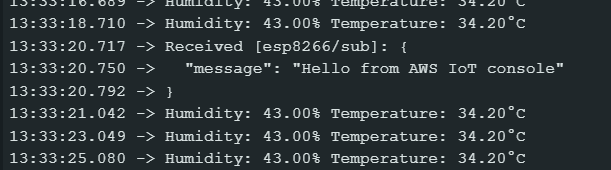 13:33:16.689 -> Humidity: 43.00% Temperature: 34.20°C
13:33:18.710 -> Humidity: 43.00% Temperature: 34.20°C
13:33:20.717 -> Received [esp8266/sub]: {
13:33:20.750 ->   "message": "Hello from AWS IoT console"
13:33:20.792 -> }
13:33:21.042 -> Humidity: 43.00% Temperature: 34.20°C
13:33:23.049 -> Humidity: 43.00% Temperature: 34.20°C
13:33:25.080 -> Humidity: 43.00% Temperature: 34.20°C